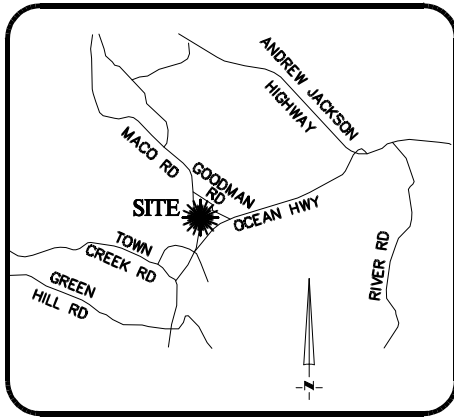 ANDREW JACKSON
HIGHWAY
MACO RD
GOODMAN
RD
SITE
OCEAN HWY
TOWN
CREEK RD
GREEN
HILL RD
RIVER RD
N